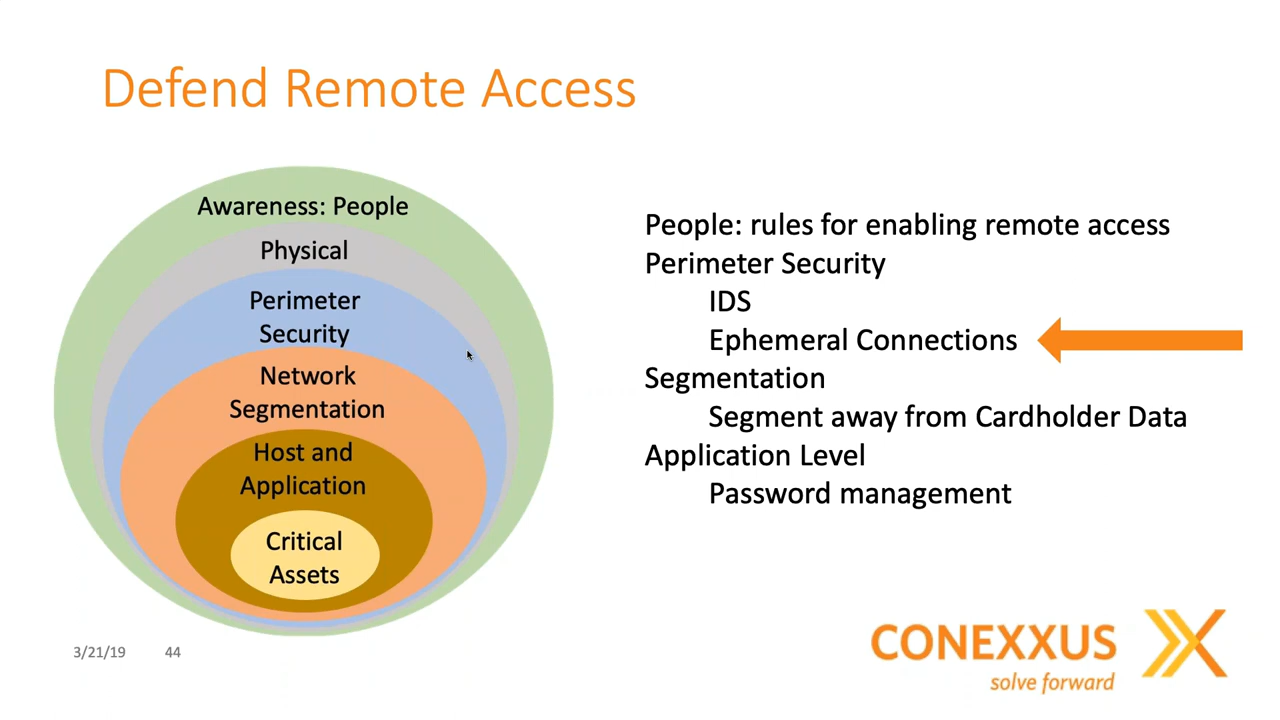 Defend Remote Access
Awareness: People
Physical
Perimeter
Security
Network
Segmentation
Host and
Application
Critical
Assets
People: rules for enabling remote access
Perimeter Security
IDS
Ephemeral Connections
Segmentation
Segment away from Cardholder Data
Application Level
Password management
3/21/19
44
CONEXXUS
solve forward